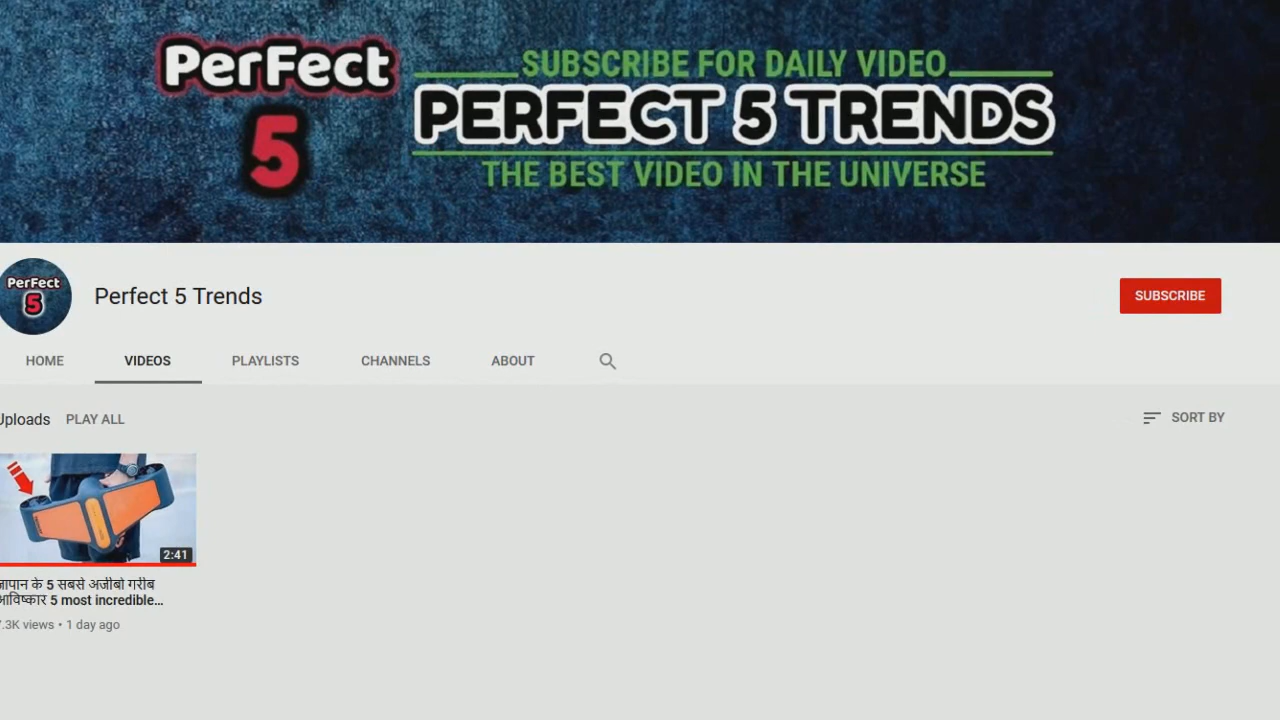 PerFect
5
SUBSCRIBE FOR DAILY VIDEO
PERFECT 5 TRENDS
THE BEST VIDEO IN THE UNIVERSE
PerFect
5
Perfect 5 Trends
SUBSCRIBE
HOME VIDEOS PLAYLISTS CHANNELS ABOUT
Uploads PLAY ALL
SORT BY
2:41
जापान के 5 सबसे अजीबो गरीब
आविष्कार 5 most incredible...
.3K views • 1 day ago